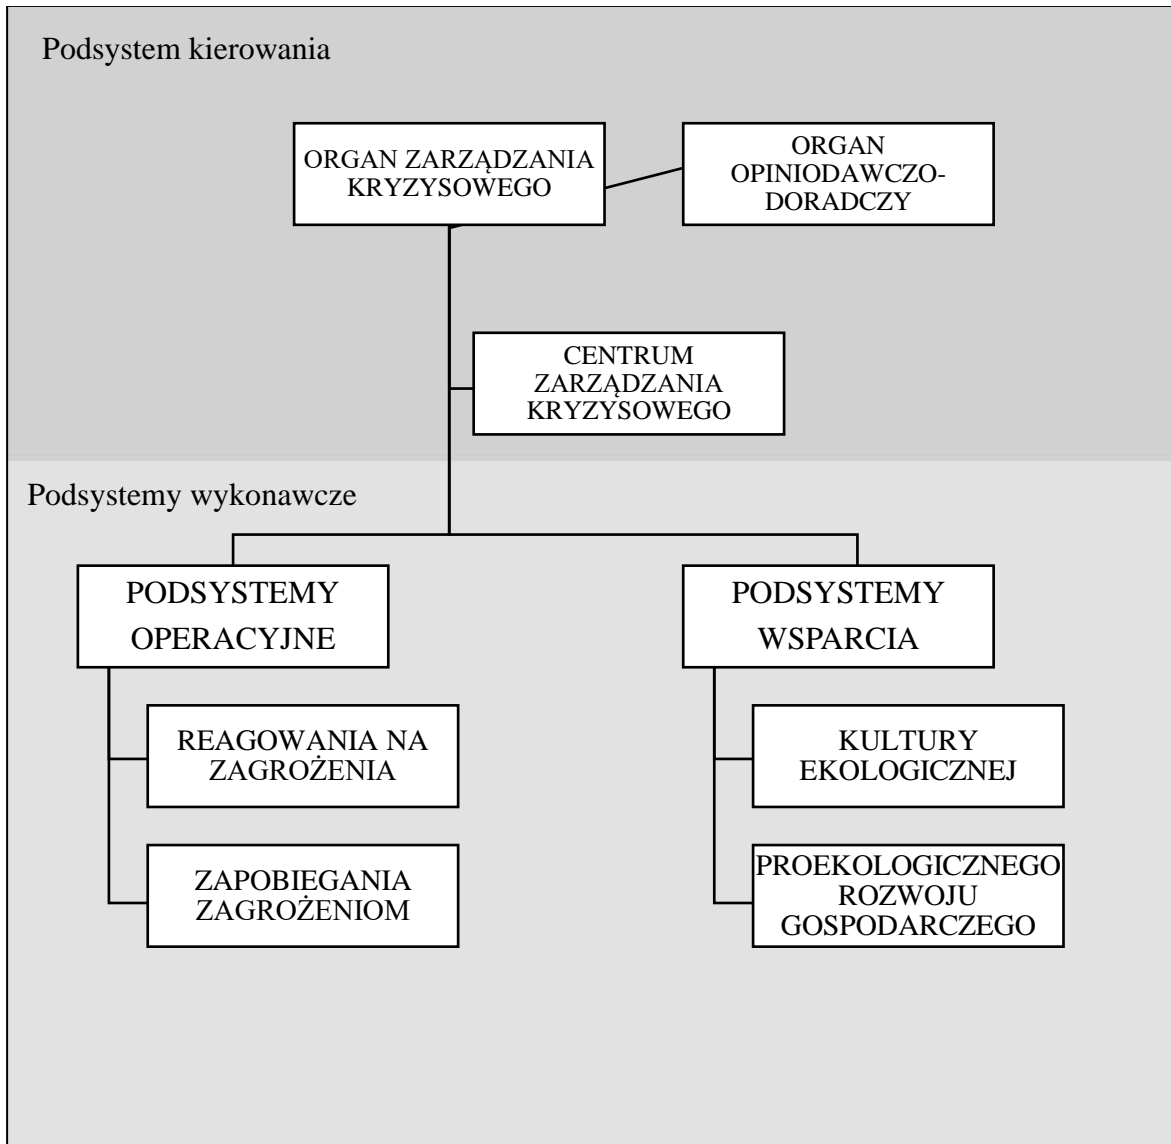 Podsystem kierowania
ORGAN ZARZĄDZANIA
KRYZYSOWEGO
ORGAN
OPINIODAWCZO-
DORADCZY
CENTRUM
ZARZĄDZANIA
KRYZYSOWEGO
Podsystemy wykonawcze
PODSYSTEMY
OPERACYJNE
REAGOWANIA NA
ZAGROŻENIA
ZAPOBIEGANIA
ZAGROŻENIOM
PODSYSTEMY
WSPARCIA
KULTURY
EKOLOGICZNEJ
PROEKOLOGICZNEGO
ROZWOJU
GOSPODARCZEGO